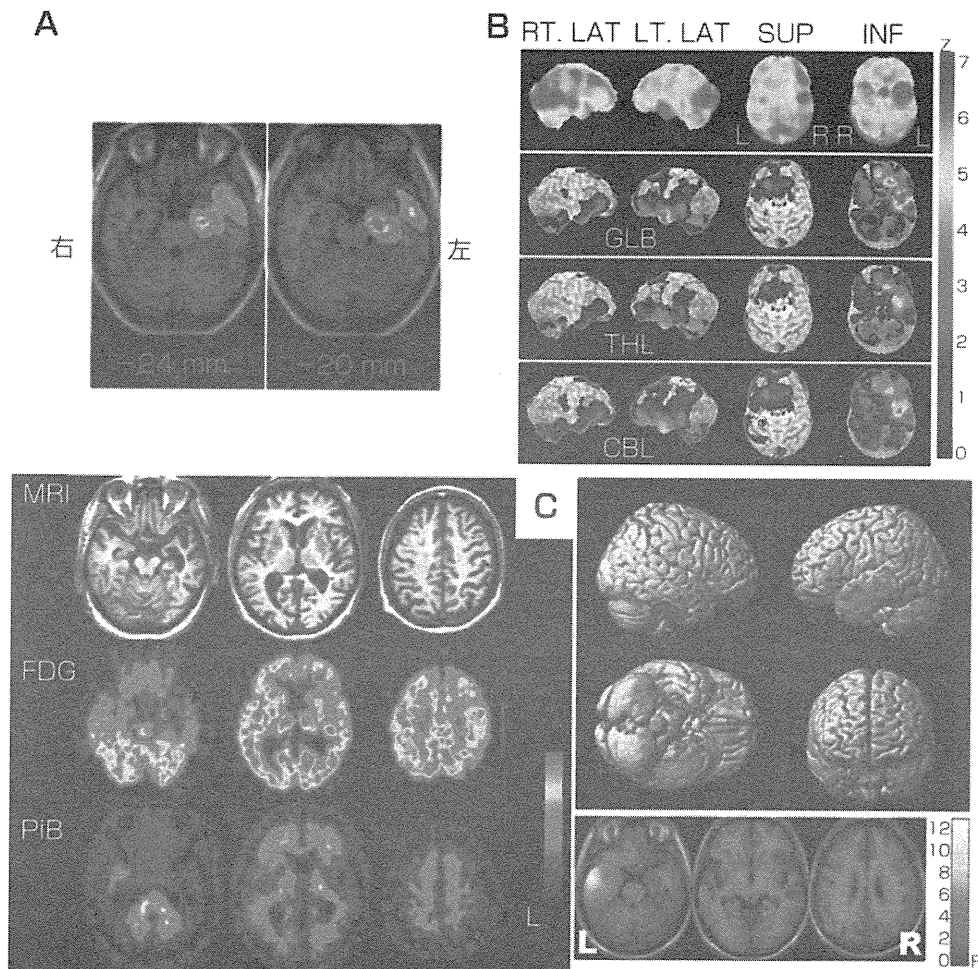 A
右
左
-24 mm
-20 mm
B
RT. LAT LT. LAT SUP INF
Z
7
6
5
4
3
2
1
0
L R R L
GLB
THL
CBL
MRI
FDG
PiB
L
C
L R
12
10
8
6
4
2
0